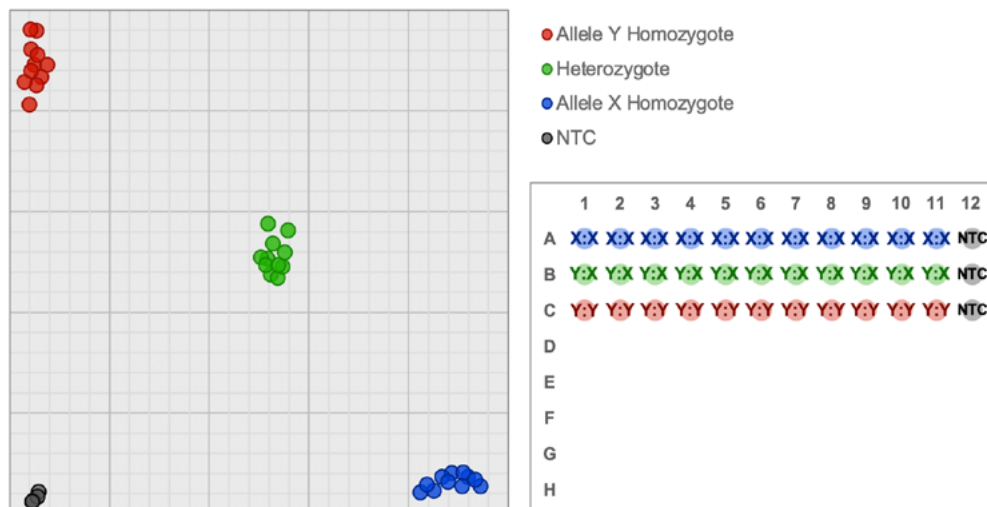 Allele Y Homozygote
Heterozygote
Allele X Homozygote
NTC
1 2 3 4 5 6 7 8 9 10 11 12
A X:X X:X X:X X:X X:X X:X X:X X:X X:X X:X X:X NTC
B Y:X Y:X Y:X Y:X Y:X Y:X Y:X Y:X Y:X Y:X Y:X NTC
C Y:Y Y:Y Y:Y Y:Y Y:Y Y:Y Y:Y Y:Y Y:Y Y:Y Y:Y NTC
D
E
F
G
H